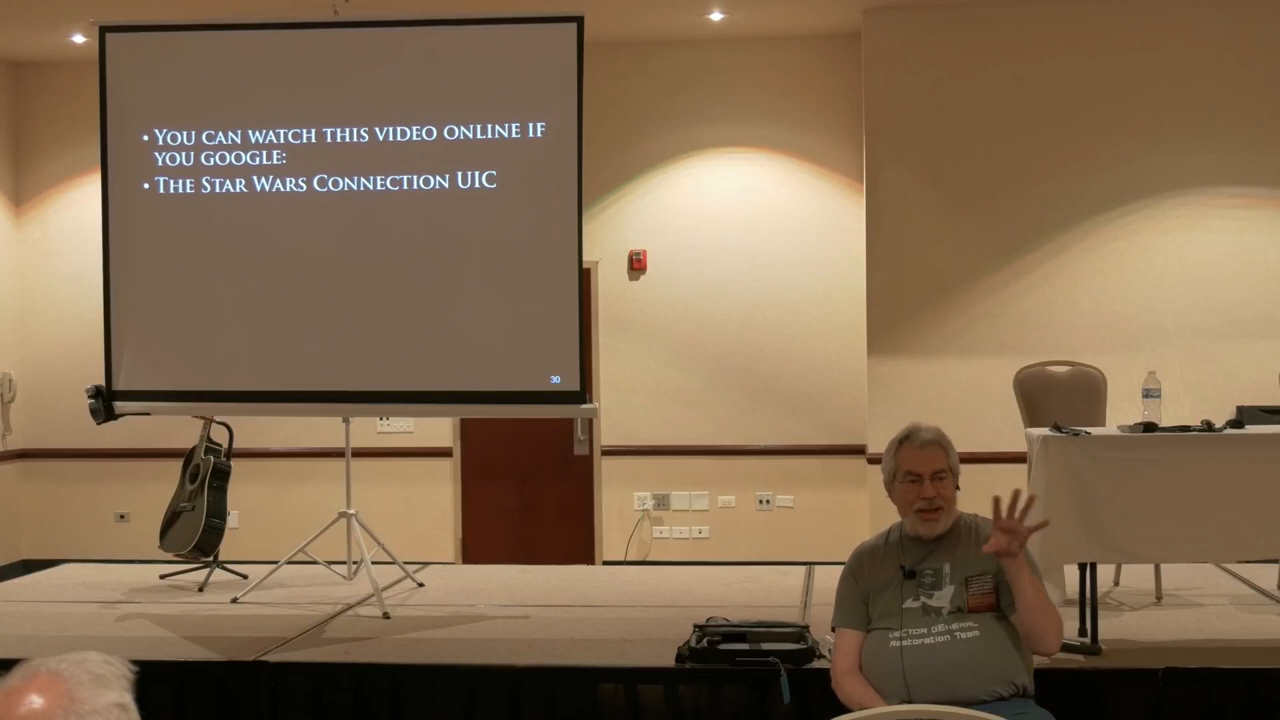 • You can watch this video online if
you google:
• The Star Wars Connection UIC
30
VECTOR GENERAL
Restoration Team